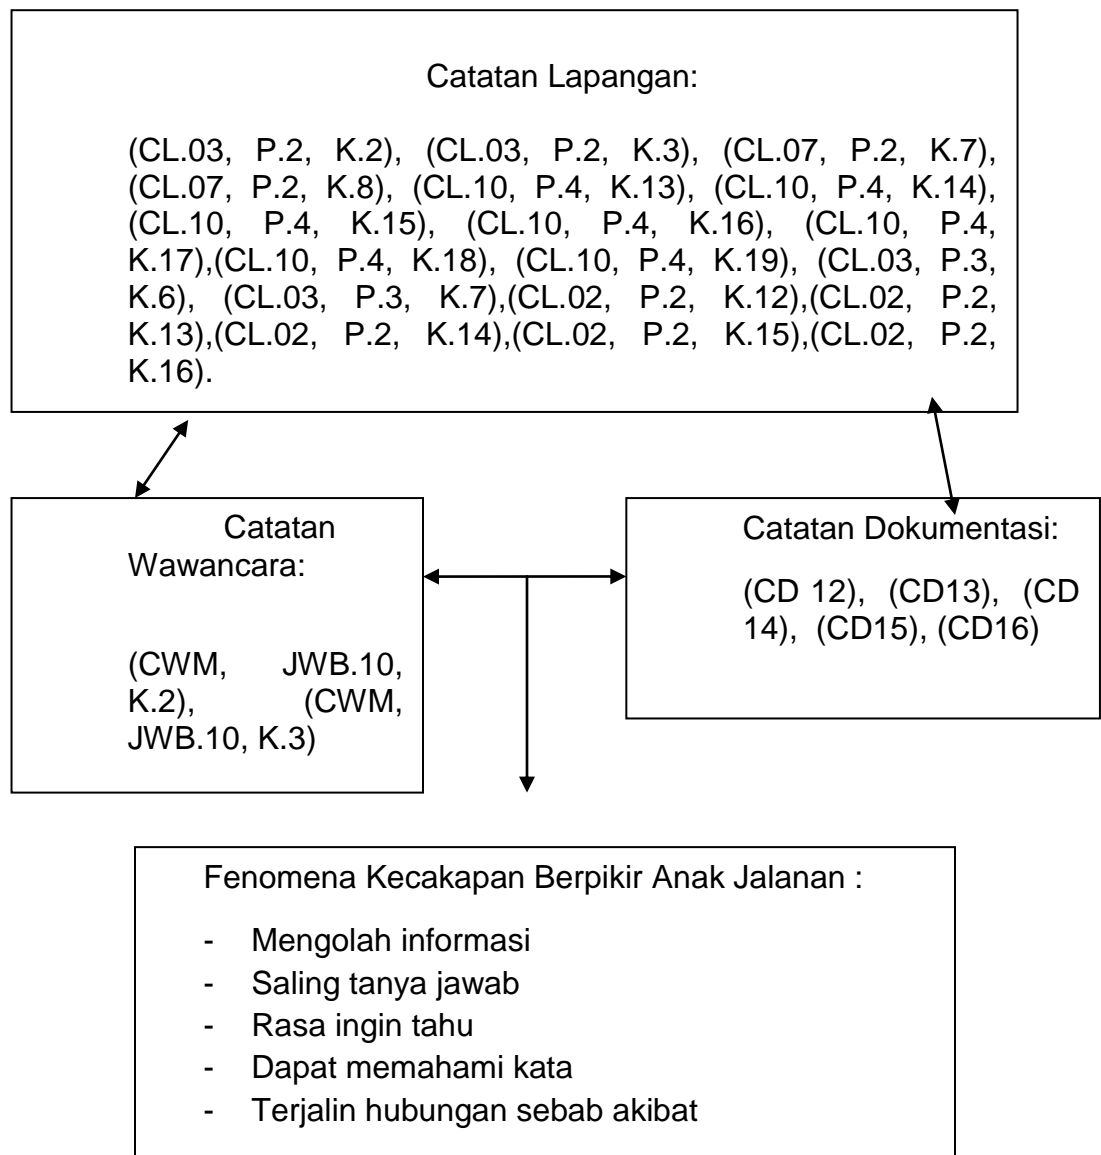 Catatan Lapangan:
(CL.03, P.2, K.2), (CL.03, P.2, K.3), (CL.07, P.2, K.7),
(CL.07, P.2, K.8), (CL.10, P.4, K.13), (CL.10, P.4, K.14),
(CL.10, P.4, K.15), (CL.10, P.4, K.16), (CL.10, P.4,
K.17),(CL.10, P.4, K.18), (CL.10, P.4, K.19), (CL.03, P.3,
K.6), (CL.03, P.3, K.7),(CL.02, P.2, K.12),(CL.02, P.2,
K.13),(CL.02, P.2, K.14),(CL.02, P.2, K.15),(CL.02, P.2,
K.16).
Catatan
Wawancara:
(CWM, JWB.10,
K.2), (CWM,
JWB.10, K.3)
Catatan Dokumentasi:
(CD 12), (CD13), (CD
14), (CD15), (CD16)
Fenomena Kecakapan Berpikir Anak Jalanan :
- Mengolah informasi
- Saling tanya jawab
- Rasa ingin tahu
- Dapat memahami kata
- Terjalin hubungan sebab akibat